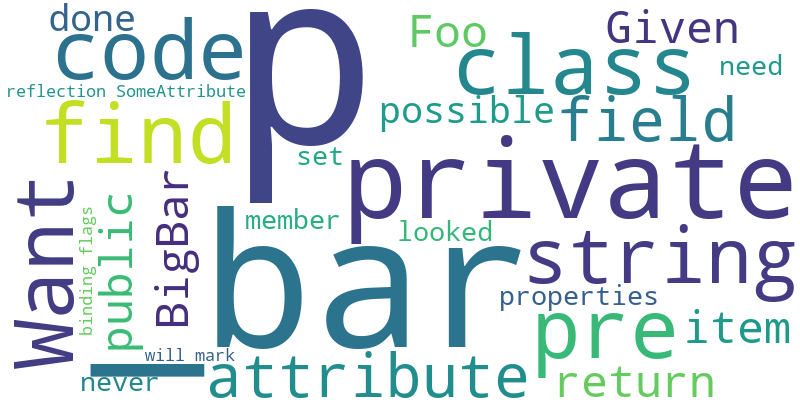 done
code
p
Foo
Given
class
need
reflection SomeAttribute
find
possible
field
set
private
Want
binding flags
public
BigBar
member
looked
_bar
string
properties
pre
item
will mark
never
attribute
return